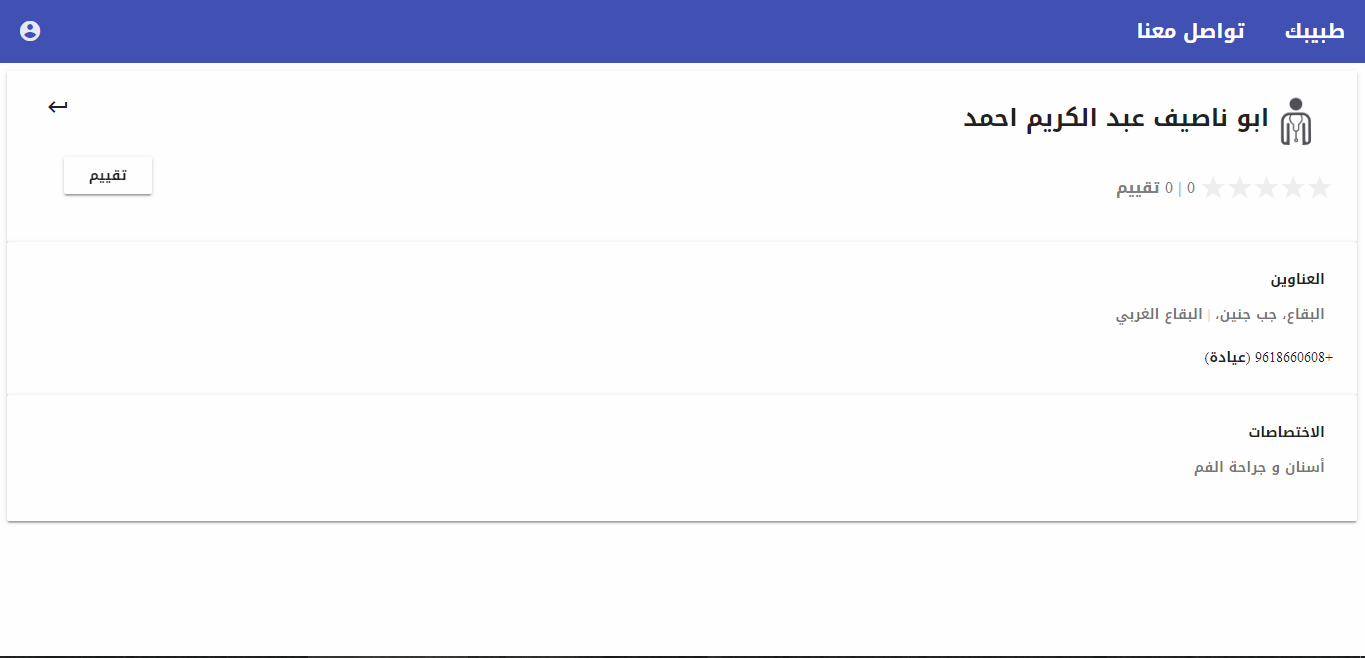 طبيبك تواصل معنا
ابو ناصيف عبد الكريم احمد
0 | 0 تقييم
تقييم
العناوين
البقاع، جب جنين، | البقاع الغربي
+9618660608 (عيادة)
الاختصاصات
أسنان و جراحة الفم